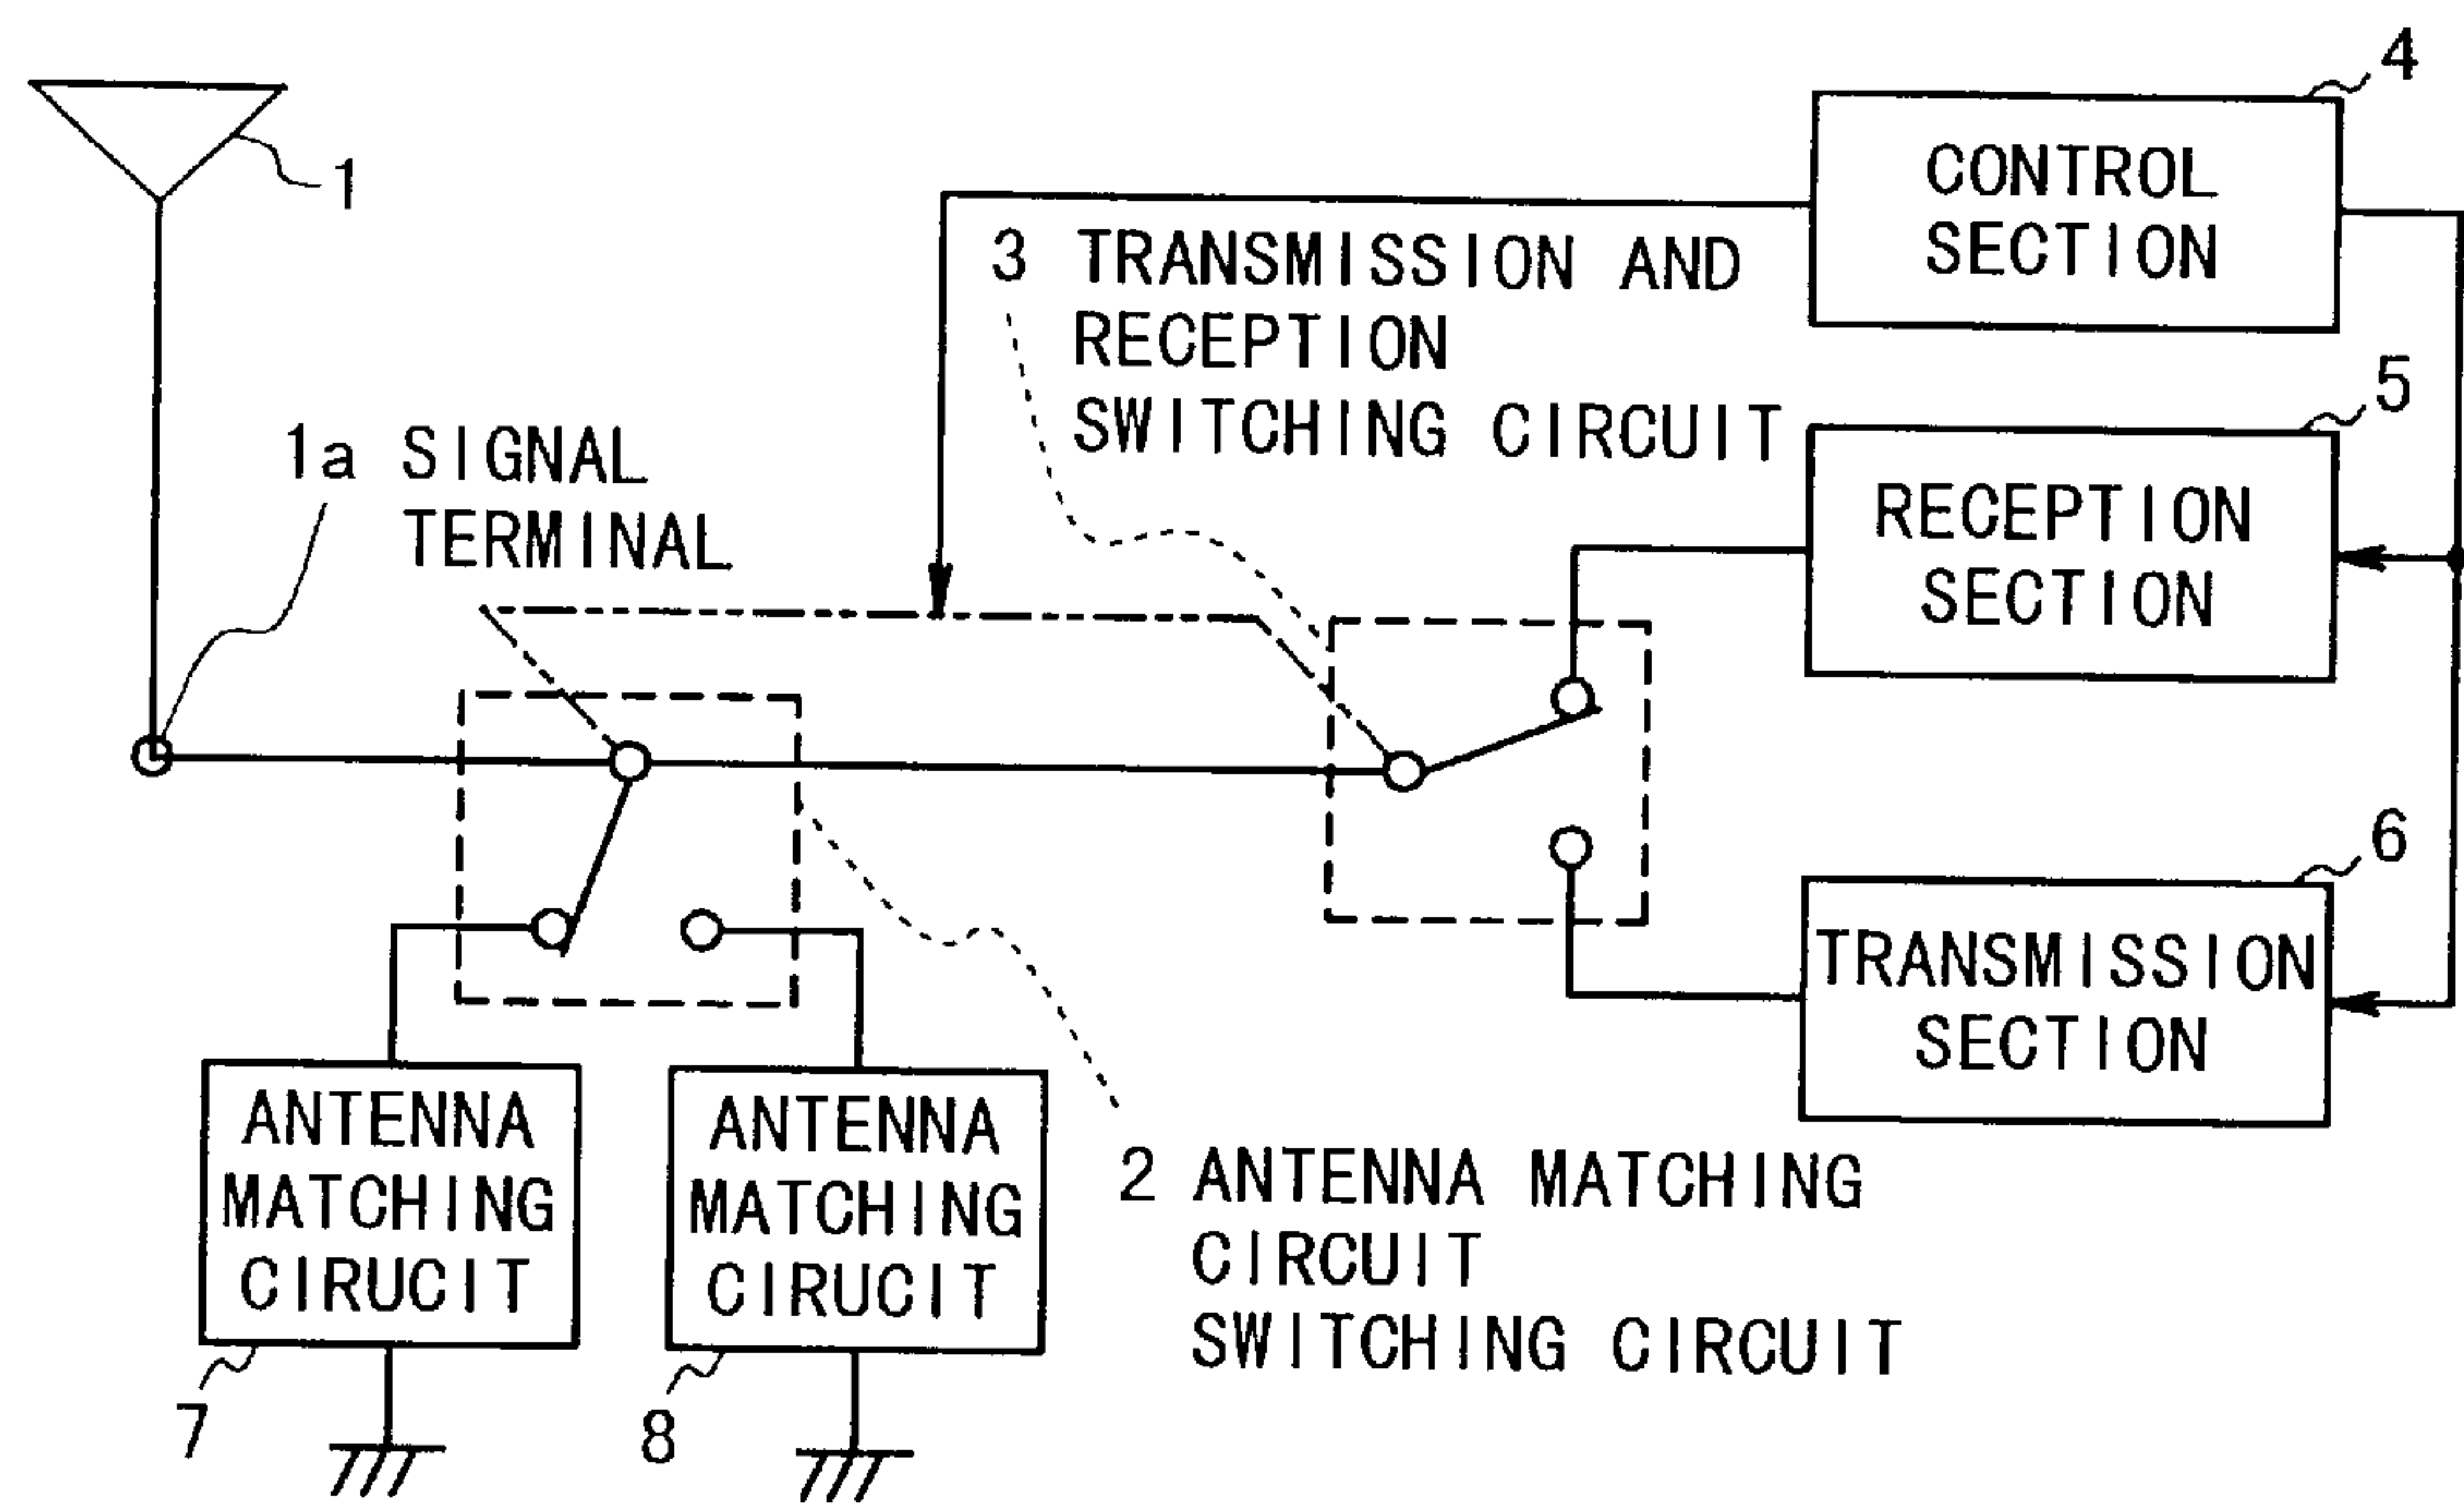 4
CONTROL
SECTION
1
3 TRANSMISSION AND
RECEPTION
SWITCHING CIRCUIT
5
RECEPTION
SECTION
1a SIGNAL
TERMINAL
6
TRANSMISSION
SECTION
ANTENNA
MATCHING
CIRUCIT
7
ANTENNA
MATCHING
CIRUCIT
8
2 ANTENNA MATCHING
CIRCUIT
SWITCHING CIRCUIT